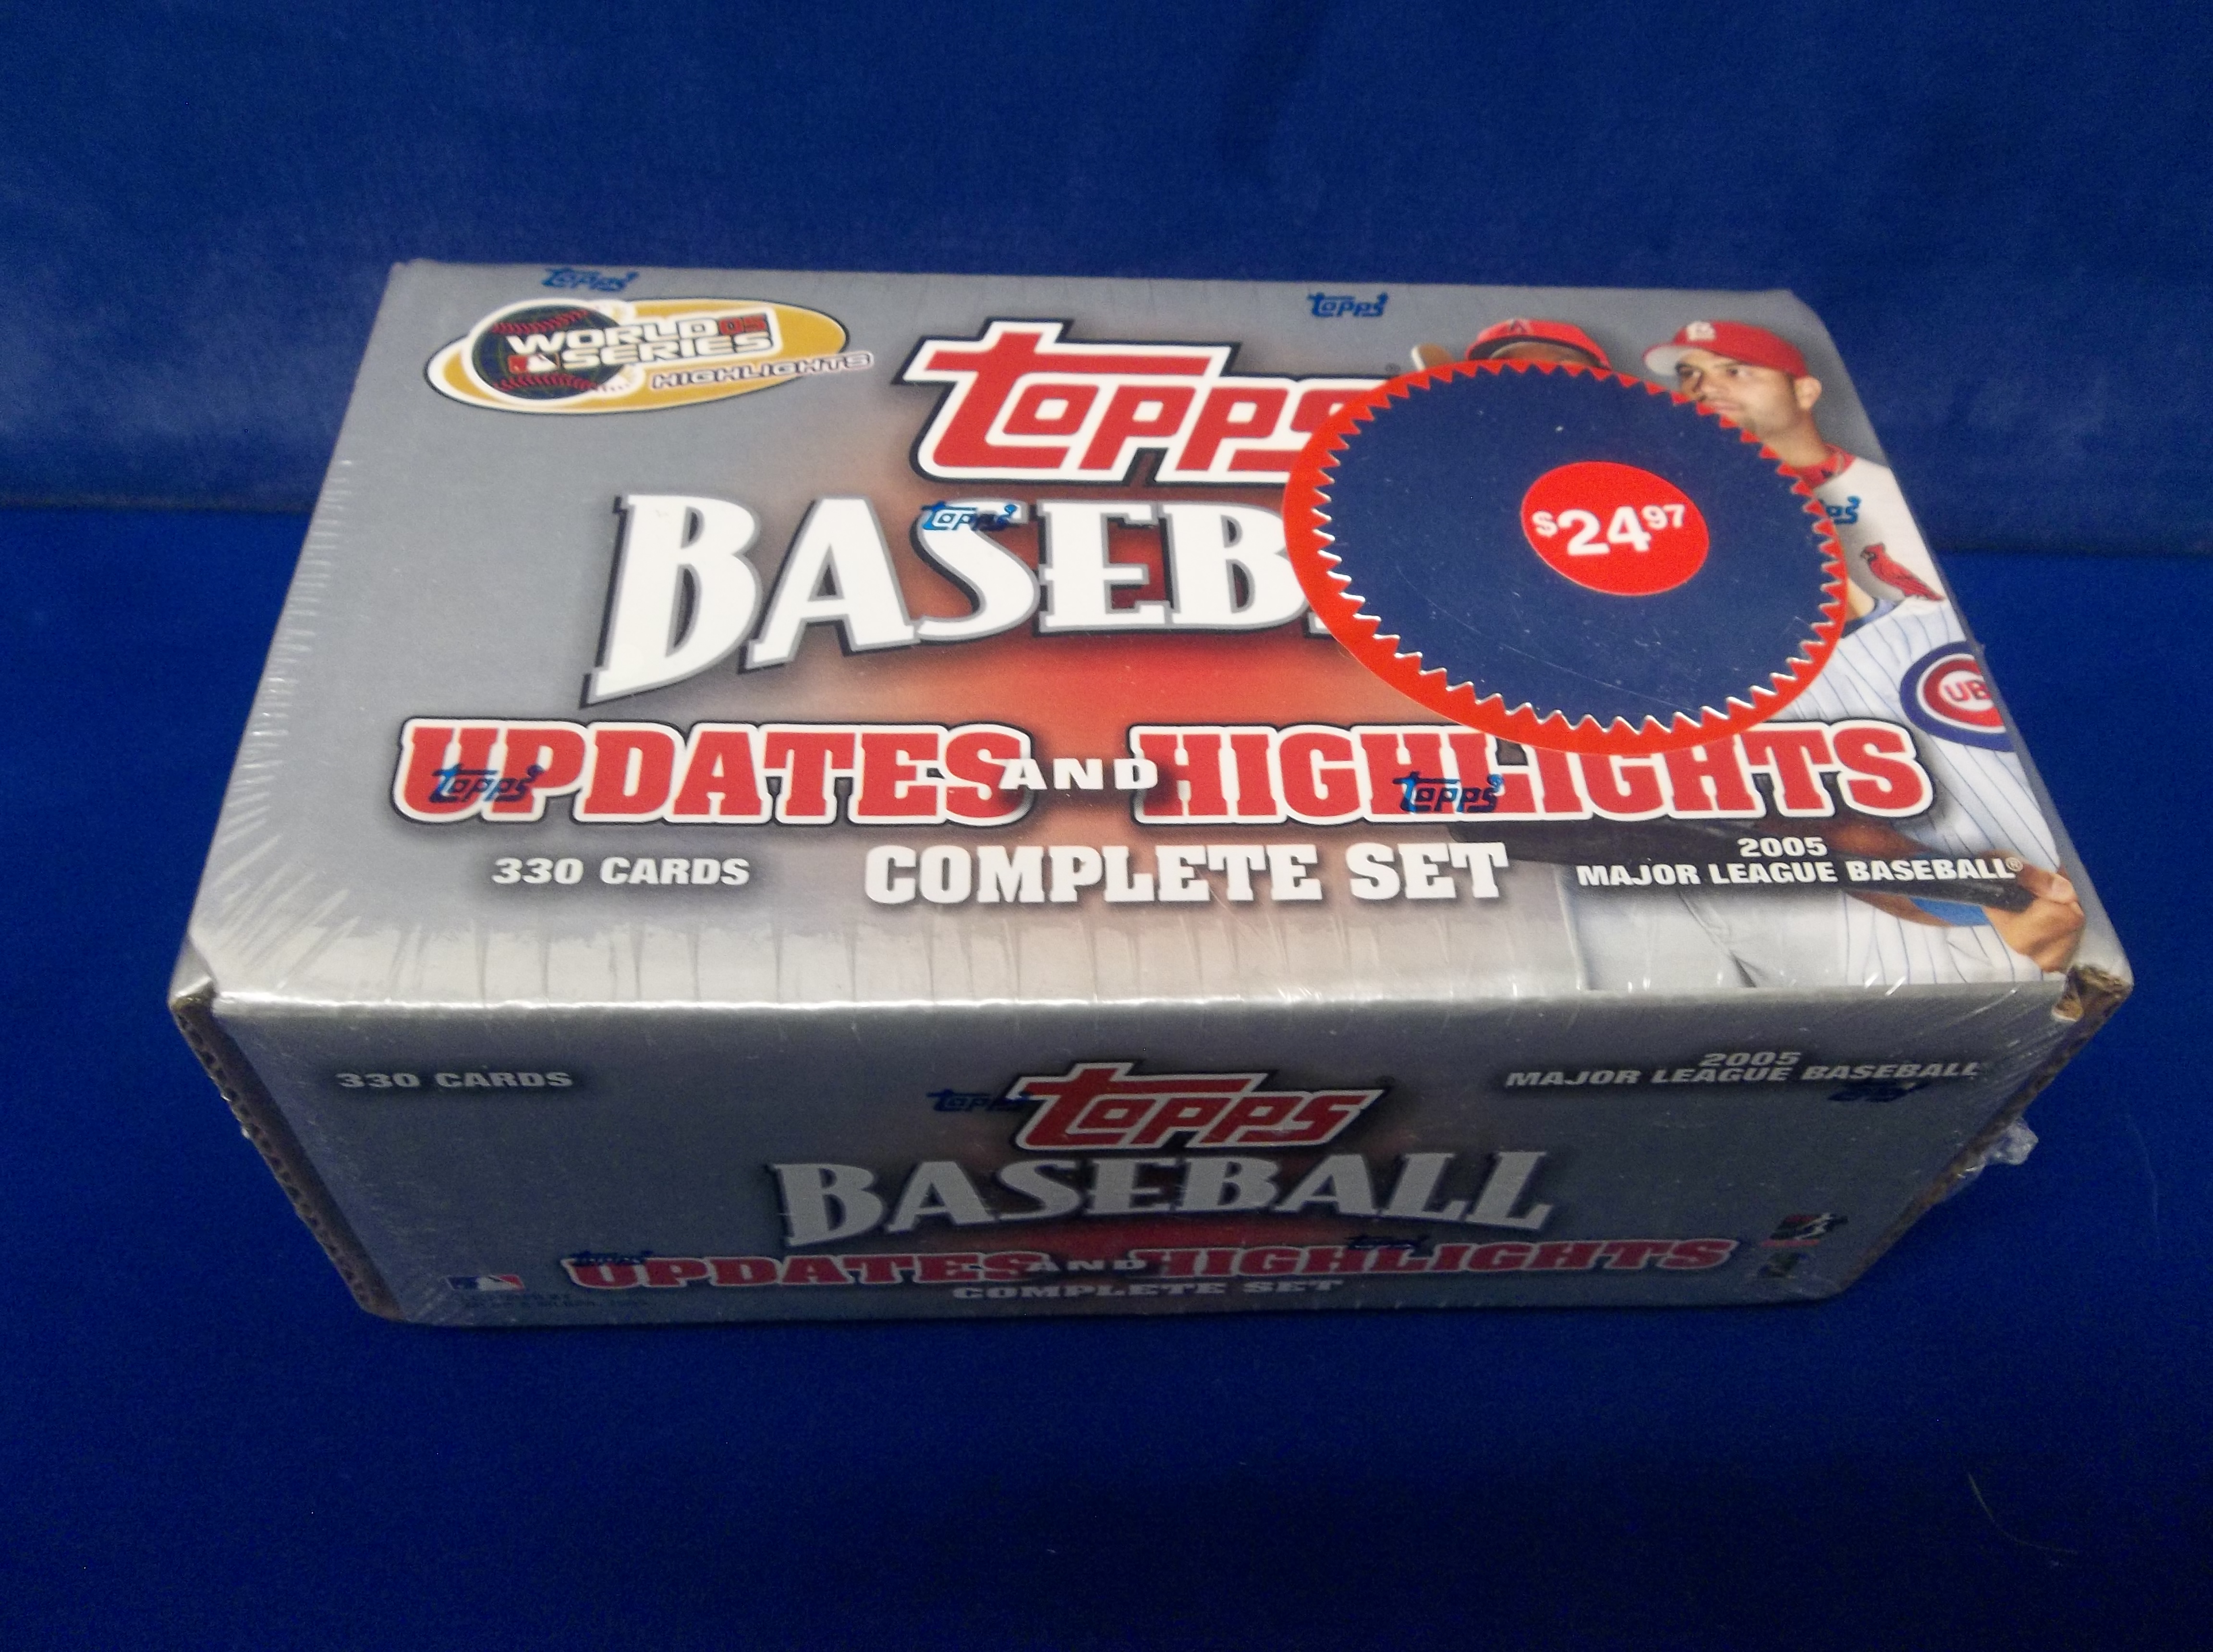 topps
topps
WORLD 05
SERIES
HIGHLIGHTS
topps
A
BASEB
topps
$24.97
UPDATES AND HIGHLIGHTS
topps
topps
330 CARDS
COMPLETE SET
2005
MAJOR LEAGUE BASEBALL®
330 CARDS
topps
topps
2005
MAJOR LEAGUE BASEBALL
BASEBALL
UPDATES AND HIGHLIGHTS
COMPLETE SET